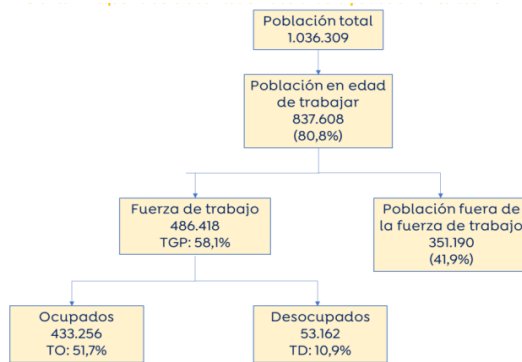 Población total
1.036.309
Población en edad
de trabajar
837.608
(80,8%)
Fuerza de trabajo
486.418
TGP: 58,1%
Población fuera de
la fuerza de trabajo
351.190
(41,9%)
Ocupados
433.256
TO: 51,7%
Desocupados
53.162
TD: 10,9%